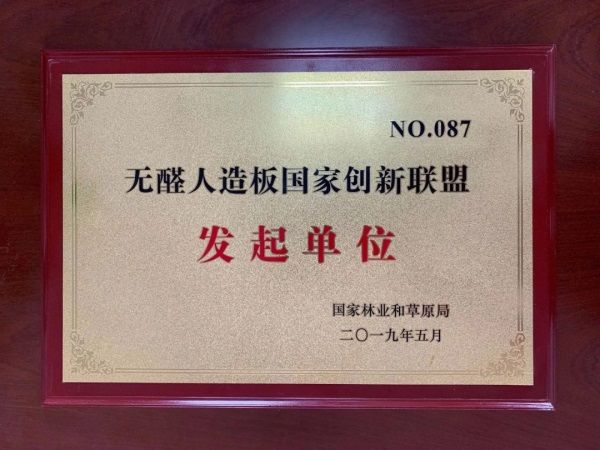 NO.087
无醛人造板国家创新联盟
发起单位
国家林业和草原局
二〇一九年五月